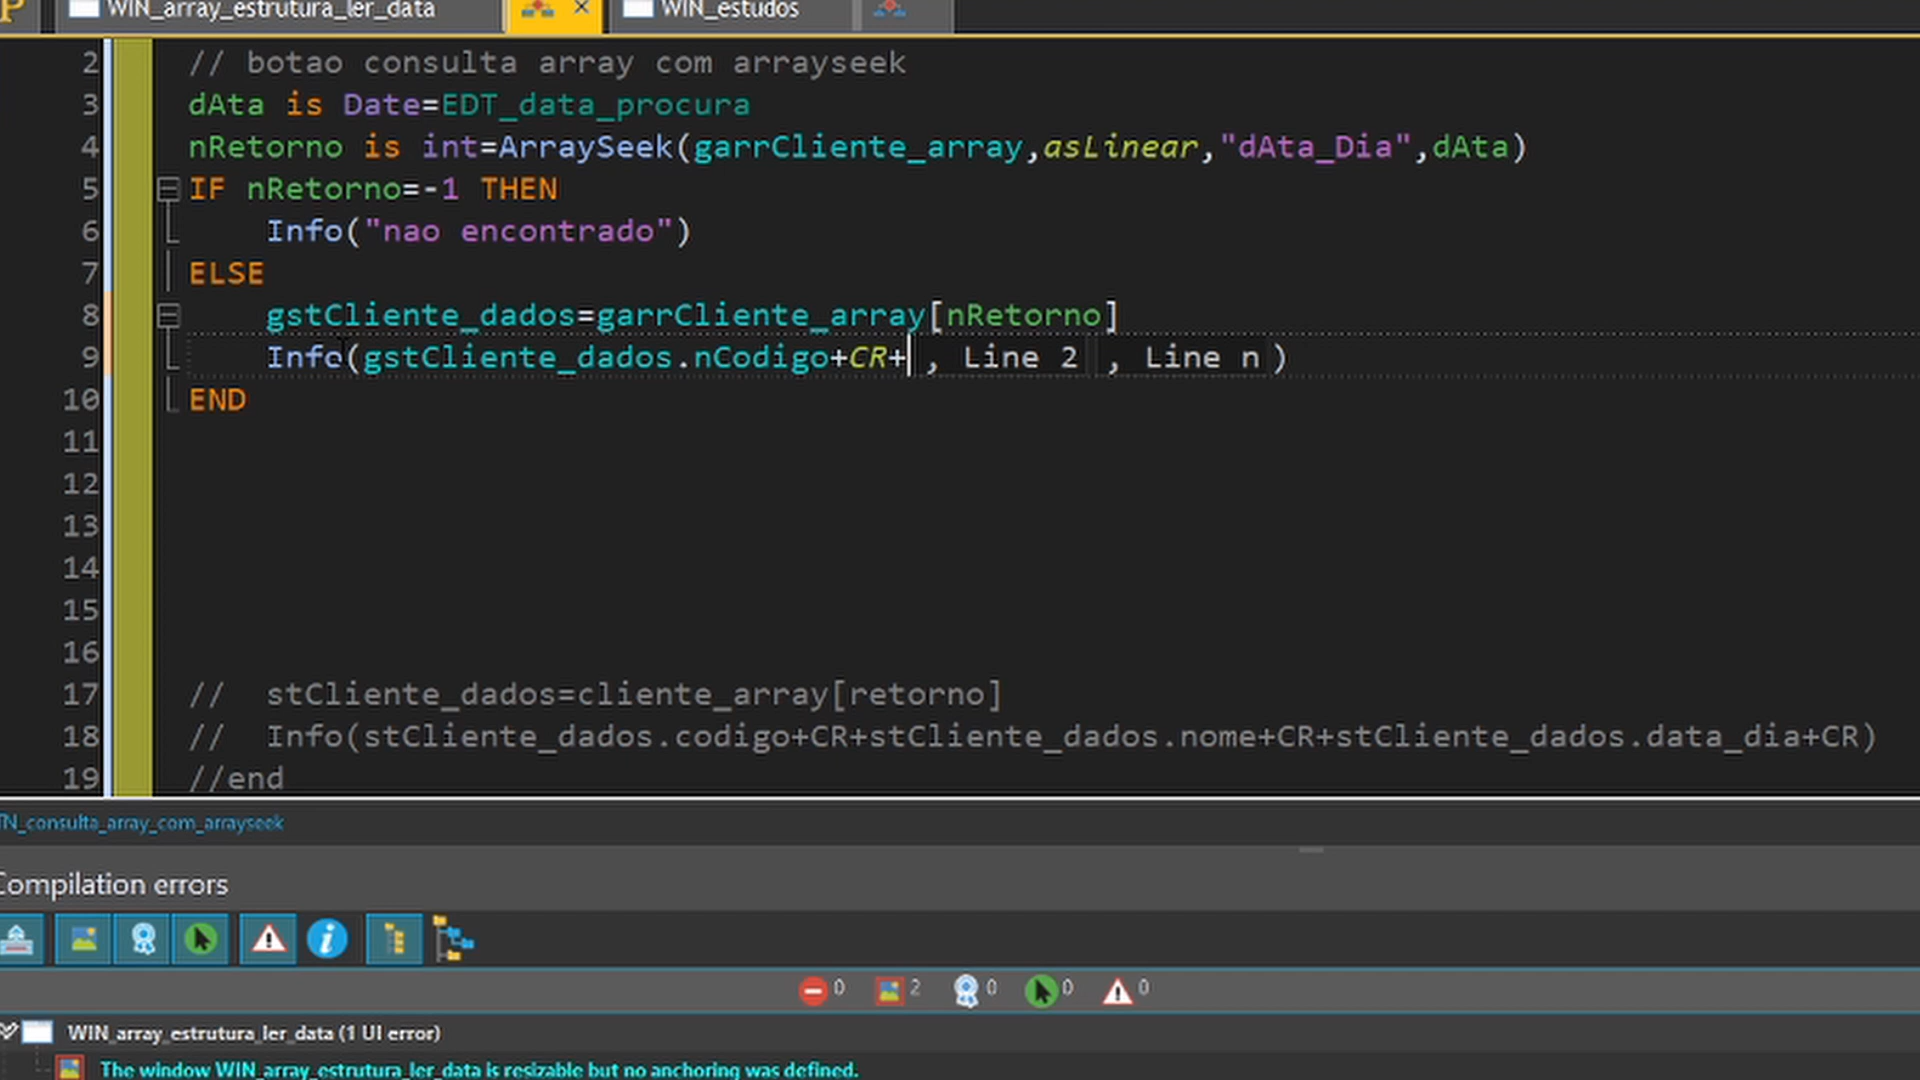 WIN_array_estrutura_ler_data × WIN_estudos
2 // botao consulta array com arrayseek
3 dAta is Date=EDT_data_procura
4 nRetorno is int=ArraySeek(garrCliente_array,asLinear,"dAta_Dia",dAta)
5 IF nRetorno=-1 THEN
6 Info("nao encontrado")
7 ELSE
8 gstCliente_dados=garrCliente_array[nRetorno]
9 Info(gstCliente_dados.nCodigo+CR+ , Line 2 , Line n )
10 END
11
12
13
14
15
16
17 // stCliente_dados=cliente_array[retorno]
18 // Info(stCliente_dados.codigo+CR+stCliente_dados.nome+CR+stCliente_dados.data_dia+CR)
19 //end
TN_consulta_array_com_arrayseek
Compilation errors
0 2 0 0 0
WIN_array_estrutura_ler_data (1 UI error)
The window WIN_array_estrutura_ler_data is resizable but no anchoring was defined.